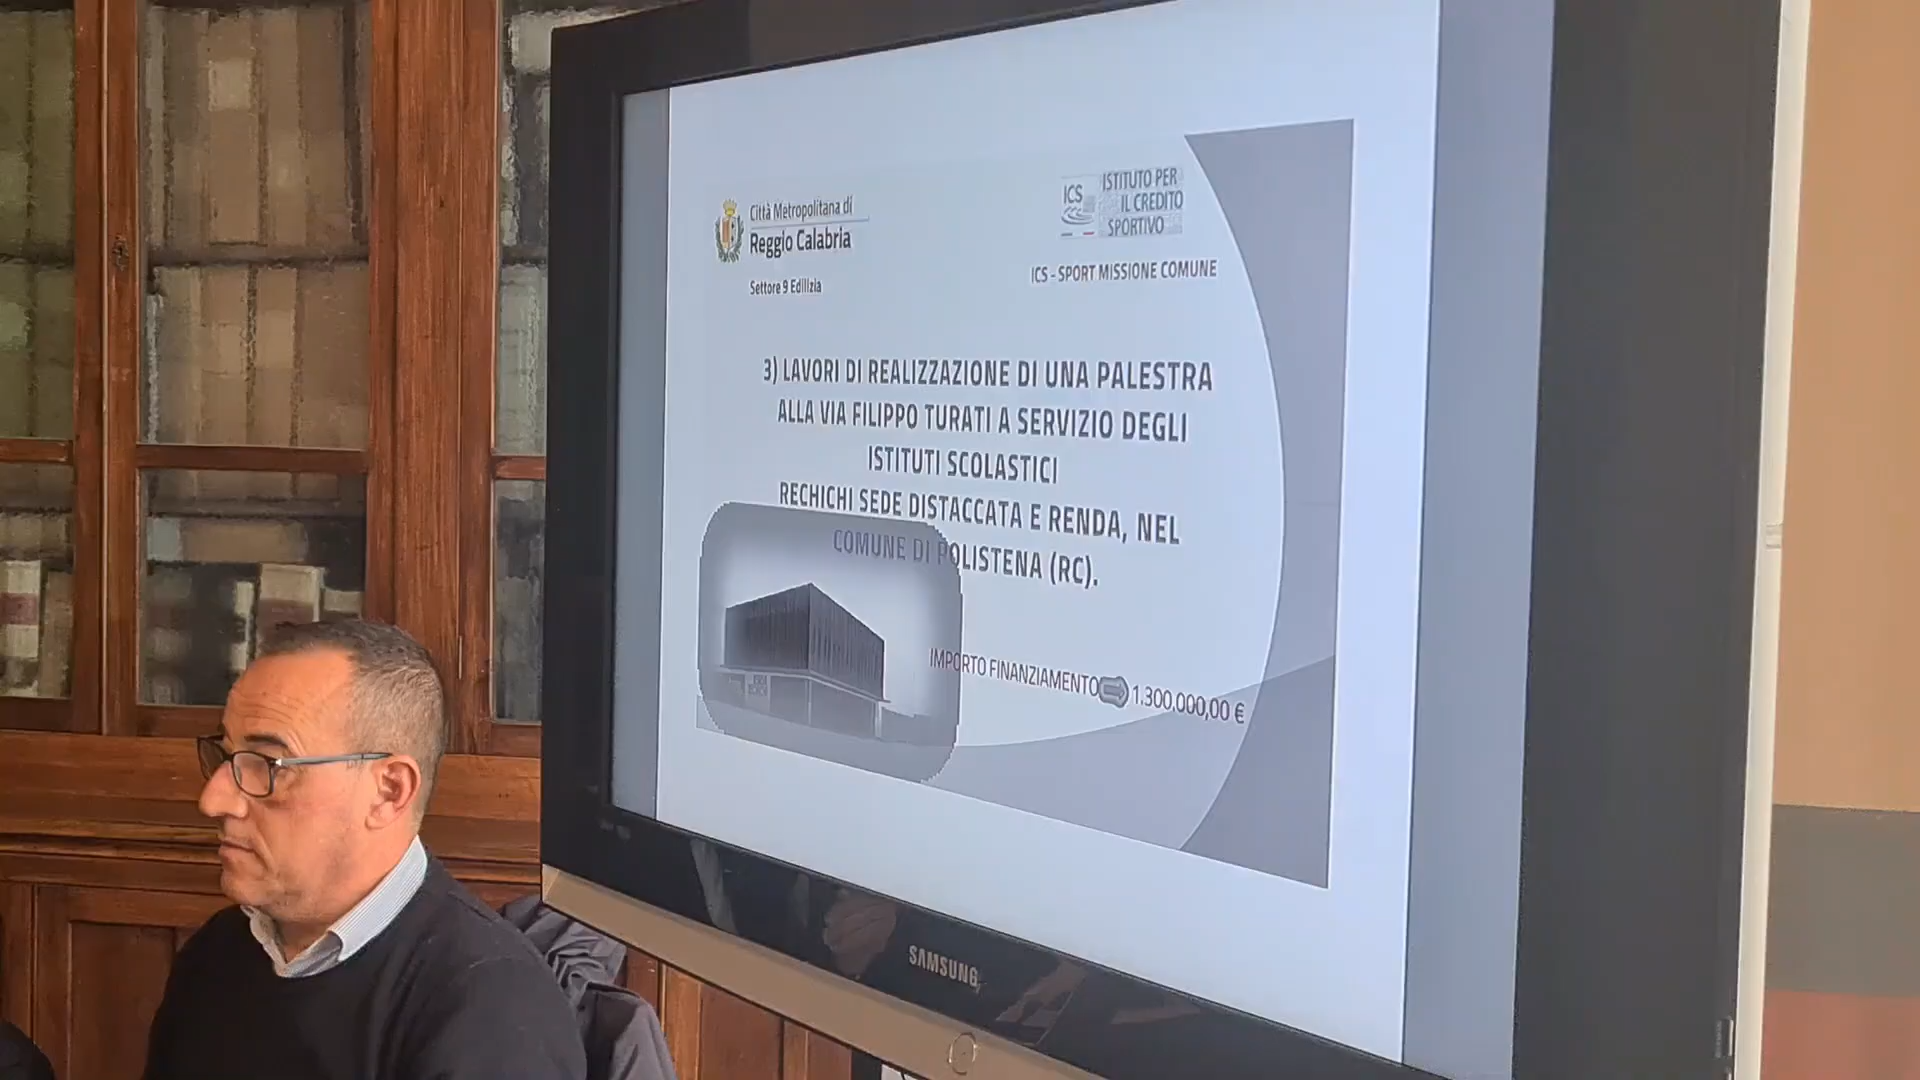 Città Metropolitana di
Reggio Calabria
Settore 9 Edilizia
ICS
ISTITUTO PER
IL CREDITO
SPORTIVO
ICS - SPORT MISSIONE COMUNE
3) LAVORI DI REALIZZAZIONE DI UNA PALESTRA
ALLA VIA FILIPPO TURATI A SERVIZIO DEGLI
ISTITUTI SCOLASTICI
RECHICHI SEDE DISTACCATA E RENDA, NEL
COMUNE DI POLISTENA (RC).
IMPORTO FINANZIAMENTO 1.300.000,00 €
SAMSUNG